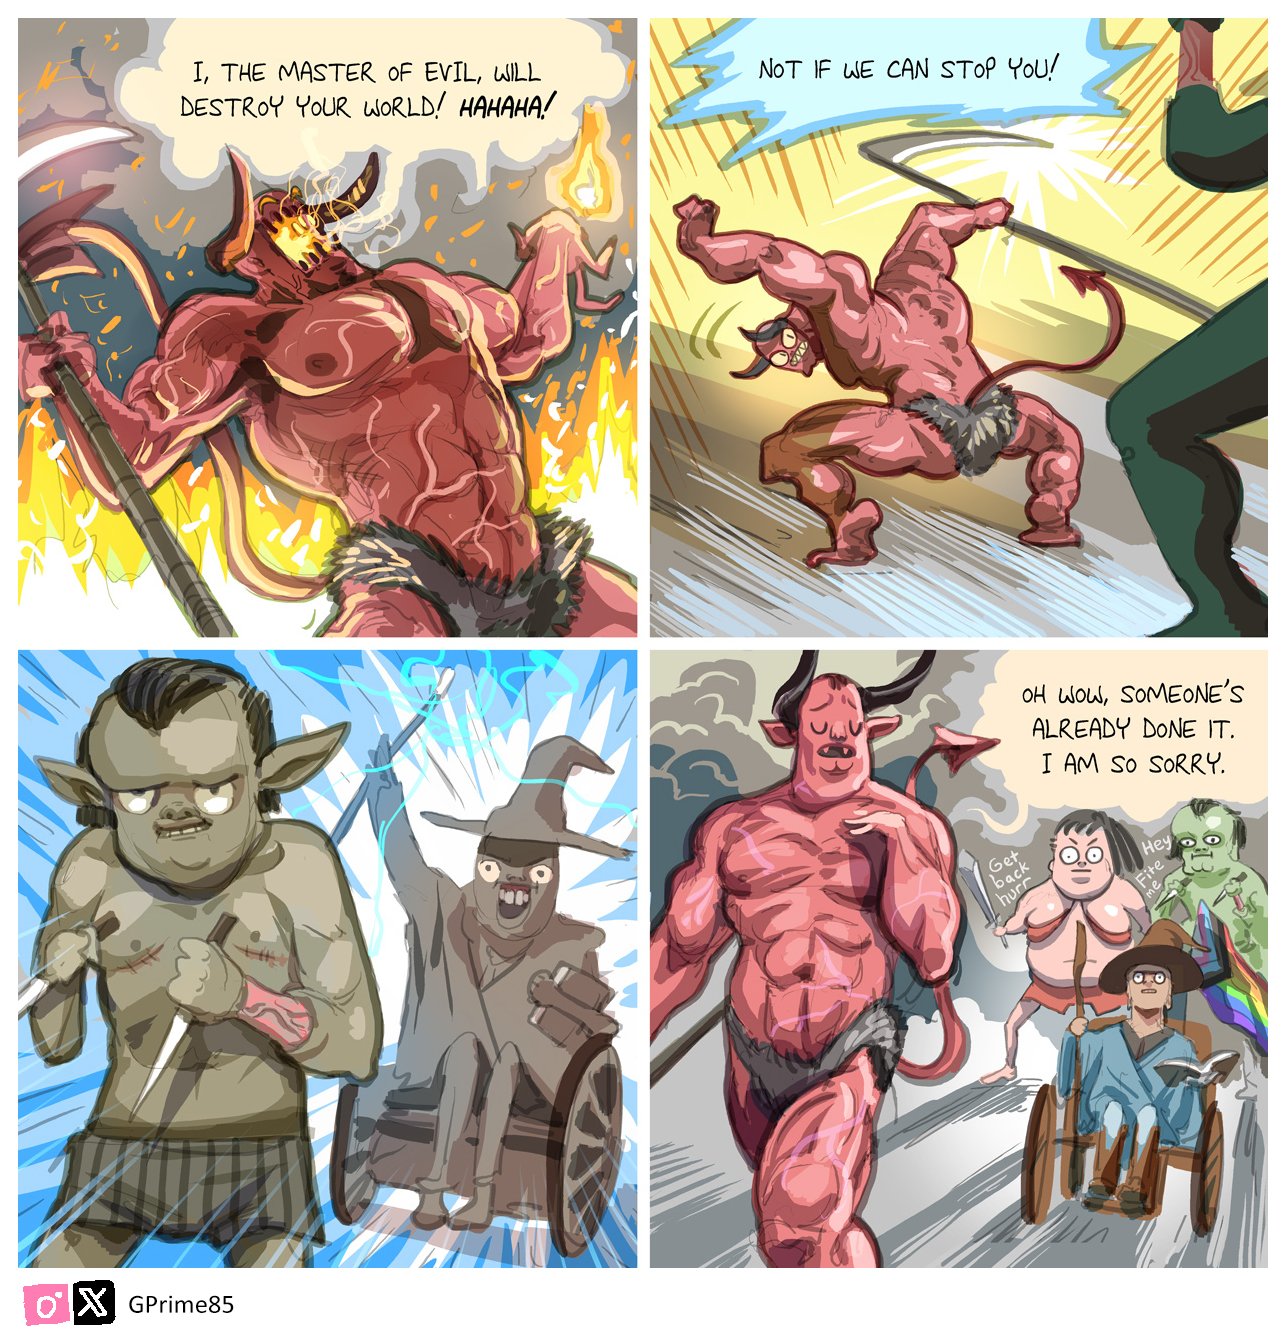 I, THE MASTER OF EVIL, WILL
DESTROY YOUR WORLD! HAHAHA!
NOT IF WE CAN STOP YOU!
OH WOW, SOMEONE'S
ALREADY DONE IT.
I AM SO SORRY.
Get
back
hurr
Hey
Fite
me
GPrime85